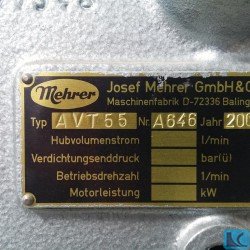 Mehrer
Josef Mehrer GmbH & C
Maschinenfabrik D-72336 Baling
Typ AVT55 Nr. A646 Jahr 200
Hubvolumenstrom l/min
Verdichtungsenddruck bar(ü)
Betriebsdrehzahl l/min
Motorleistung kW